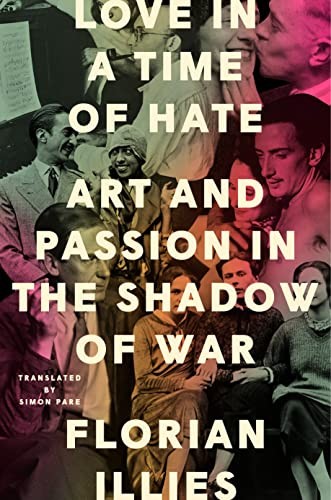 LOVE IN
A TIME
OF HATE
ART AND
PASSION IN
THE SHADOW
OF WAR
TRANSLATED
BY
SIMON PARE
FLORIAN
ILLIES